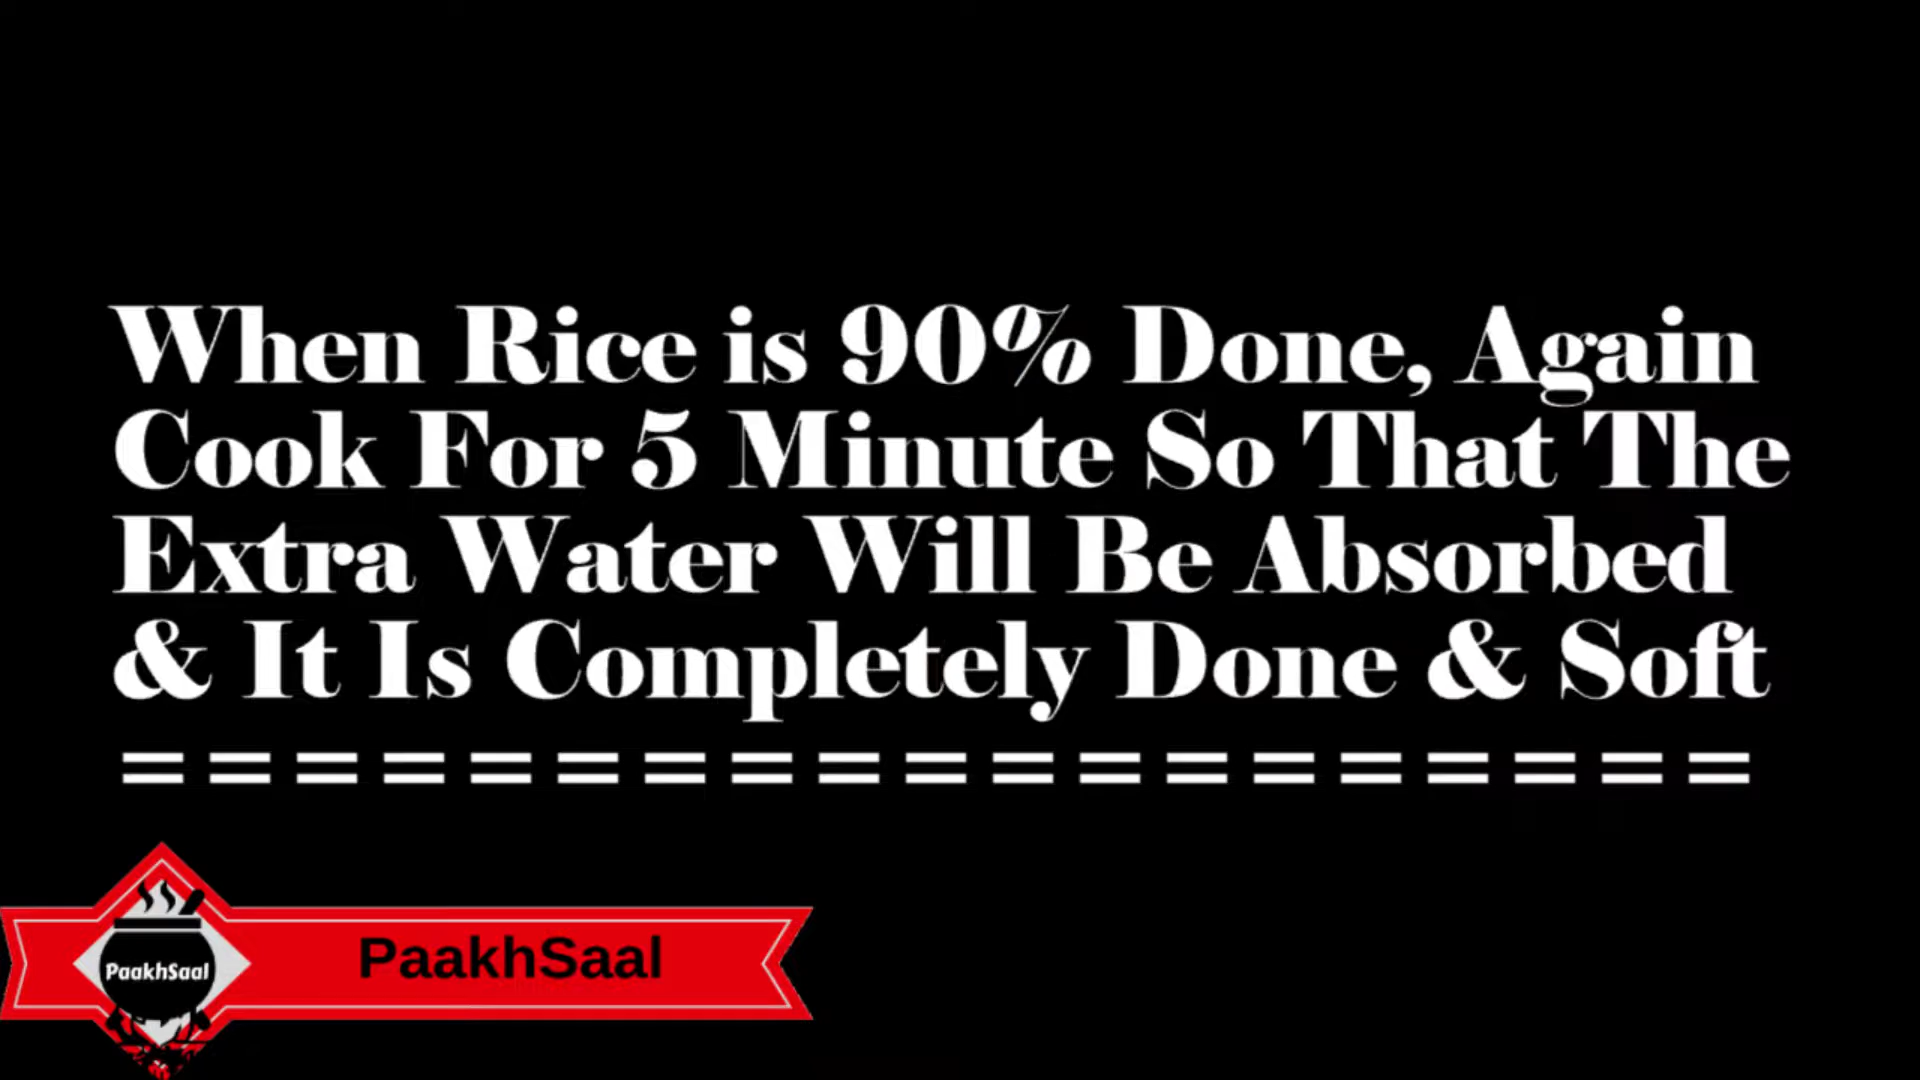 When Rice is 90% Done, Again
Cook For 5 Minute So That The
Extra Water Will Be Absorbed
& It Is Completely Done & Soft
===================
PaakhSaal
PaakhSaal